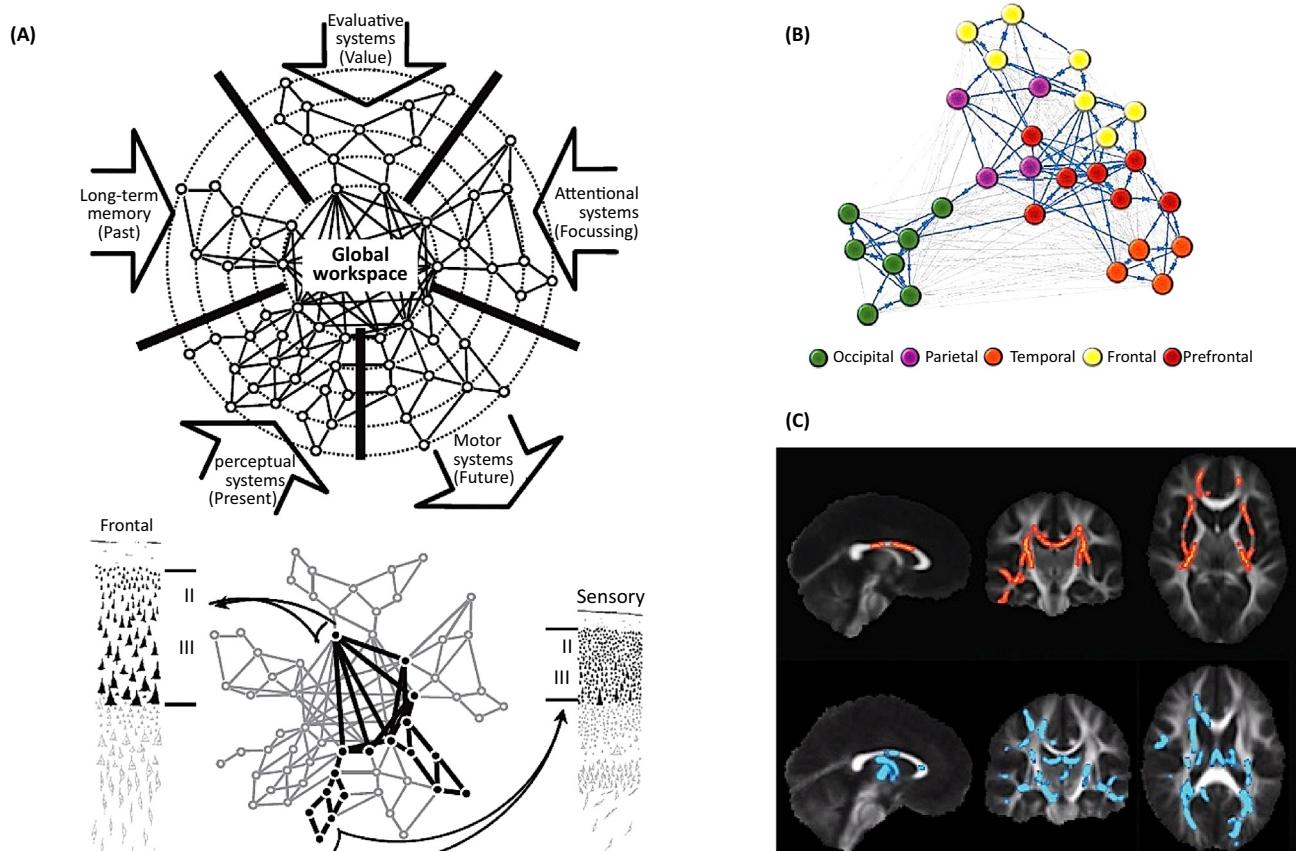 (A)
Evaluative
systems
(Value)
Long-term
memory
(Past)
Attentional
systems
(Focussing)
Global
workspace
perceptual
systems
(Present)
Motor
systems
(Future)
Frontal
II
III
Sensory
II
III
(B)
Occipital Parietal Temporal Frontal Prefrontal
(C)